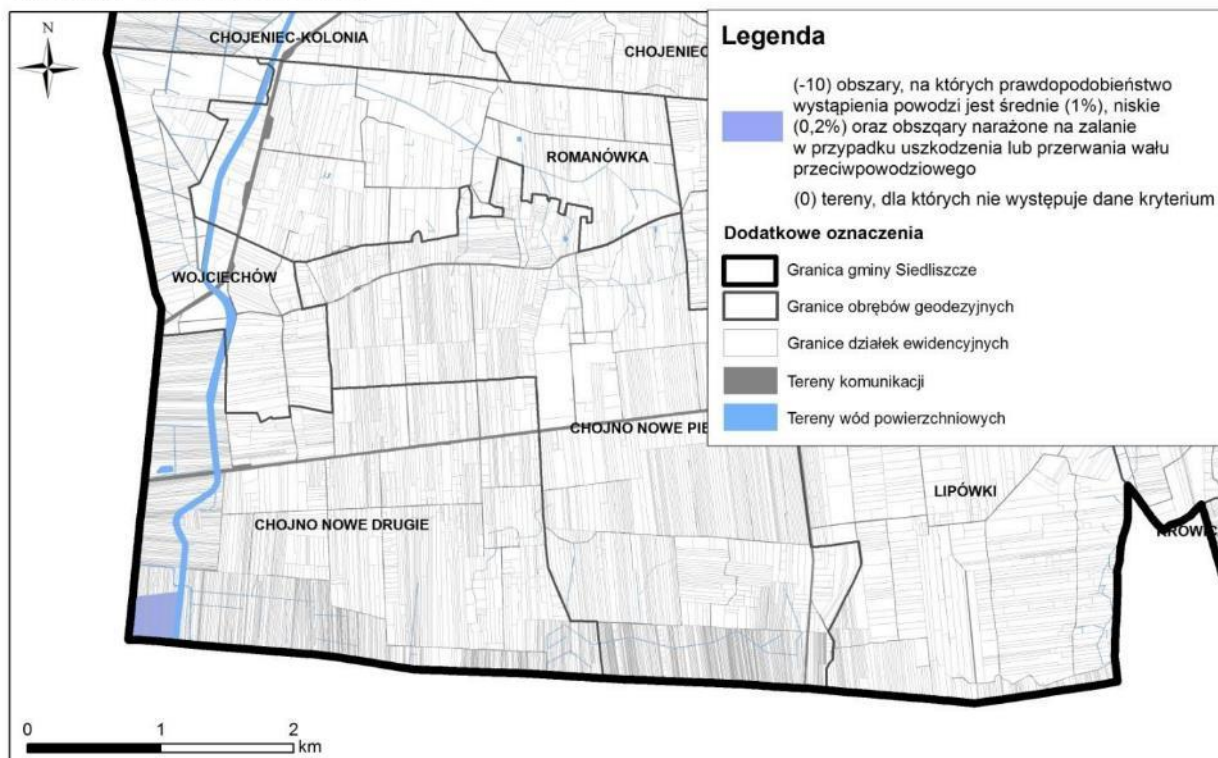 N
CHOJENIEC-KOLONIA
CHOJENIEC
ROMANÓWKA
WOJCIECHÓW
CHOJNO NOWE PIE
LIPÓWKI
CHOJNO NOWE DRUGIE
Legenda
(-10) obszary, na których prawdopodobieństwo
wystąpienia powodzi jest średnie (1%), niskie
(0,2%) oraz obszqary narażone na zalanie
w przypadku uszkodzenia lub przerwania wału
przeciwpowodziowego
(0) tereny, dla których nie występuje dane kryterium
Dodatkowe oznaczenia
Granica gminy Siedliszcze
Granice obrębów geodezyjnych
Granice działek ewidencyjnych
Tereny komunikacji
Tereny wód powierzchniowych
0 1 2
km